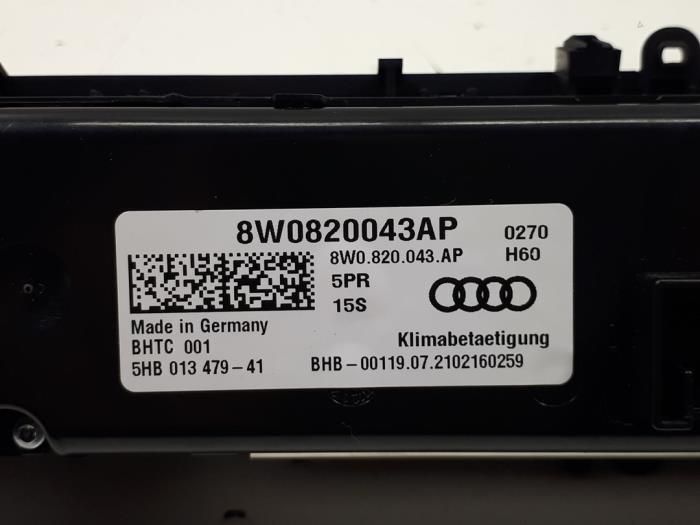 8W0820043AP 0270
8W0.820.043.AP H60
5PR
15S
Made in Germany
BHTC 001 Klimabetaetigung
5HB 013 479-41 BHB-00119.07.2102160259